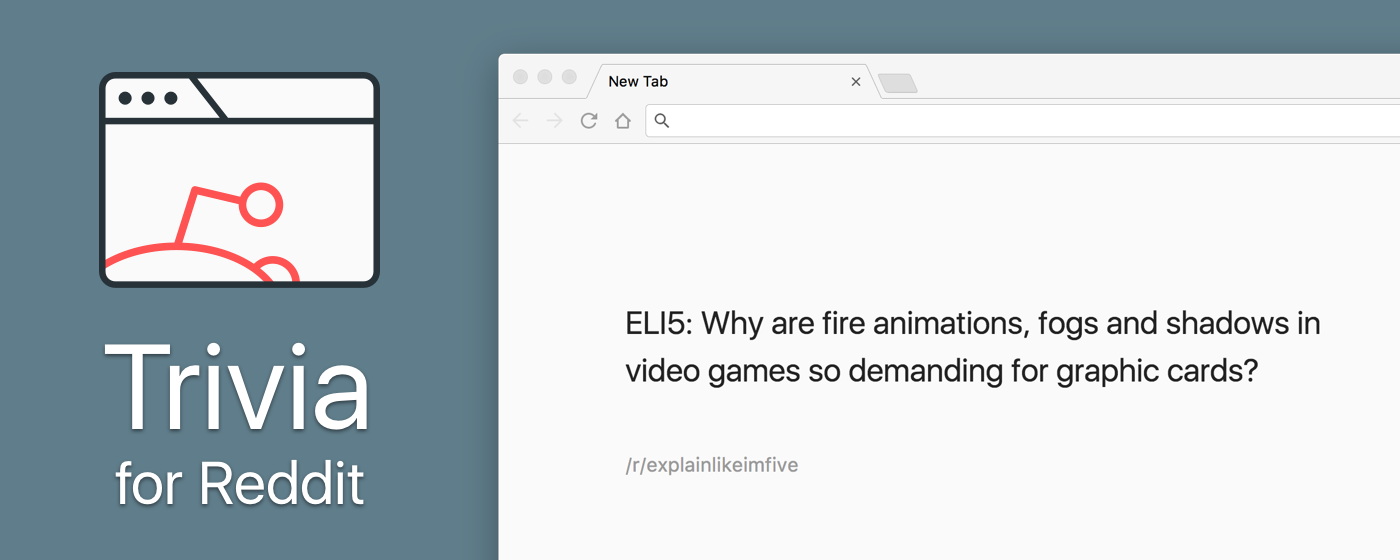 Trivia
for Reddit
New Tab
ELI5: Why are fire animations, fogs and shadows in
video games so demanding for graphic cards?
/r/explainlikeimfive